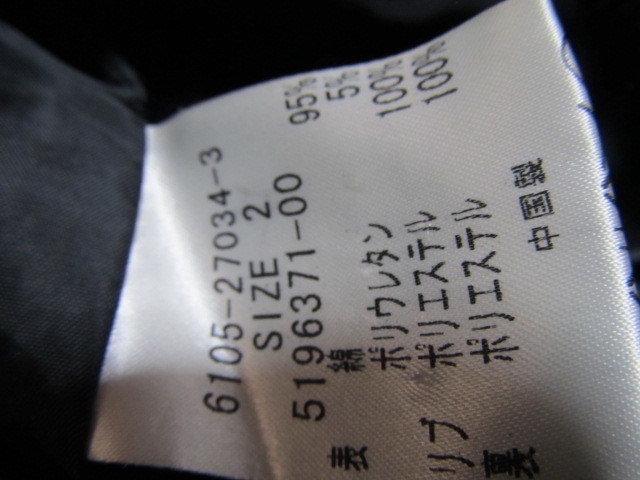 6105-27034-3
SIZE 2
5196371-00
表 綿 95%
ポリウレタン 5%
リブ ポリエステル 100%
裏 ポリエステル 100%
中国製